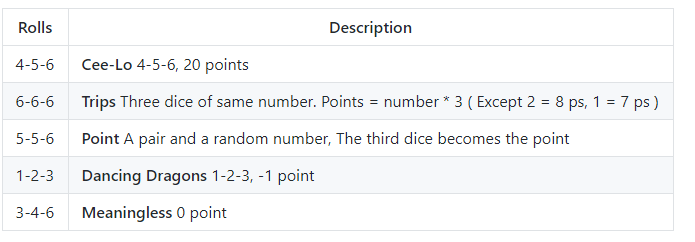 Rolls Description
4-5-6 Cee-Lo 4-5-6, 20 points
6-6-6 Trips Three dice of same number. Points = number * 3 ( Except 2 = 8 ps, 1 = 7 ps )
5-5-6 Point A pair and a random number, The third dice becomes the point
1-2-3 Dancing Dragons 1-2-3, -1 point
3-4-6 Meaningless 0 point